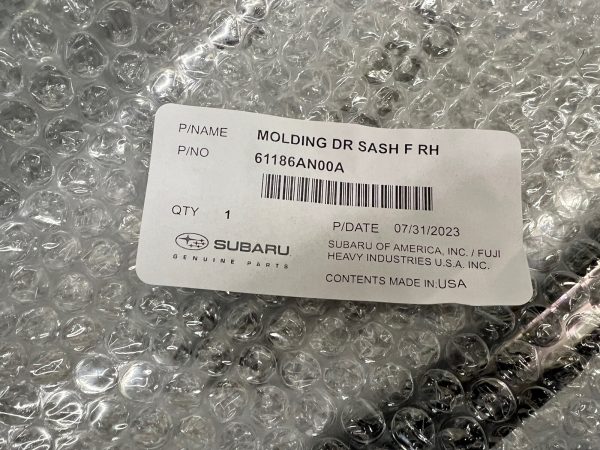 P/NAME MOLDING DR SASH F RH
P/NO 61186AN00A
QTY 1 P/DATE 07/31/2023
SUBARU
GENUINE PARTS
SUBARU OF AMERICA, INC. / FUJI
HEAVY INDUSTRIES U.S.A. INC.
CONTENTS MADE IN:USA